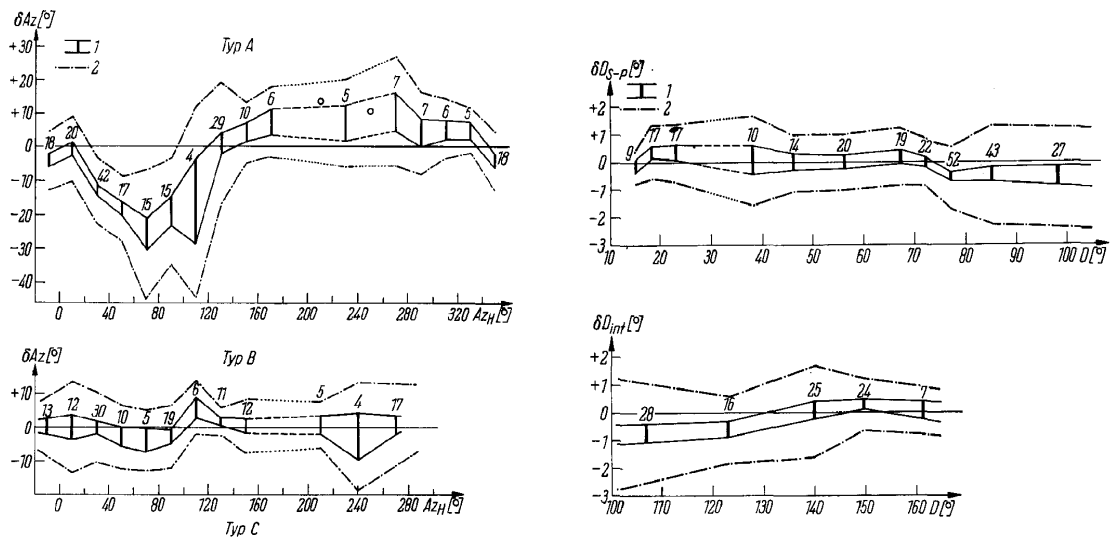 δAz[°]
+30
+20
+10
0
-10
-20
-30
-40
1
2
Typ A
18 20 42 17 15 15 4 29 10 6 5 7 7 6 5 18
0 40 80 120 160 200 240 280 320 Az_H[°]
δAz[°]
+10
0
-10
Typ B
13 12 30 10 5 19 6 11 12 5 4 17
0 40 80 120 160 200 240 280 Az_H[°]
Typ C
δD_S-p[°]
+2
+1
0
-1
-2
-3
1
2
9 17 17 10 14 20 19 22 52 43 27
10 20 30 40 50 60 70 80 90 100 D[°]
δD_int[°]
+2
+1
0
-1
-2
-3
28 16 25 24 7
100 110 120 130 140 150 160 D[°]